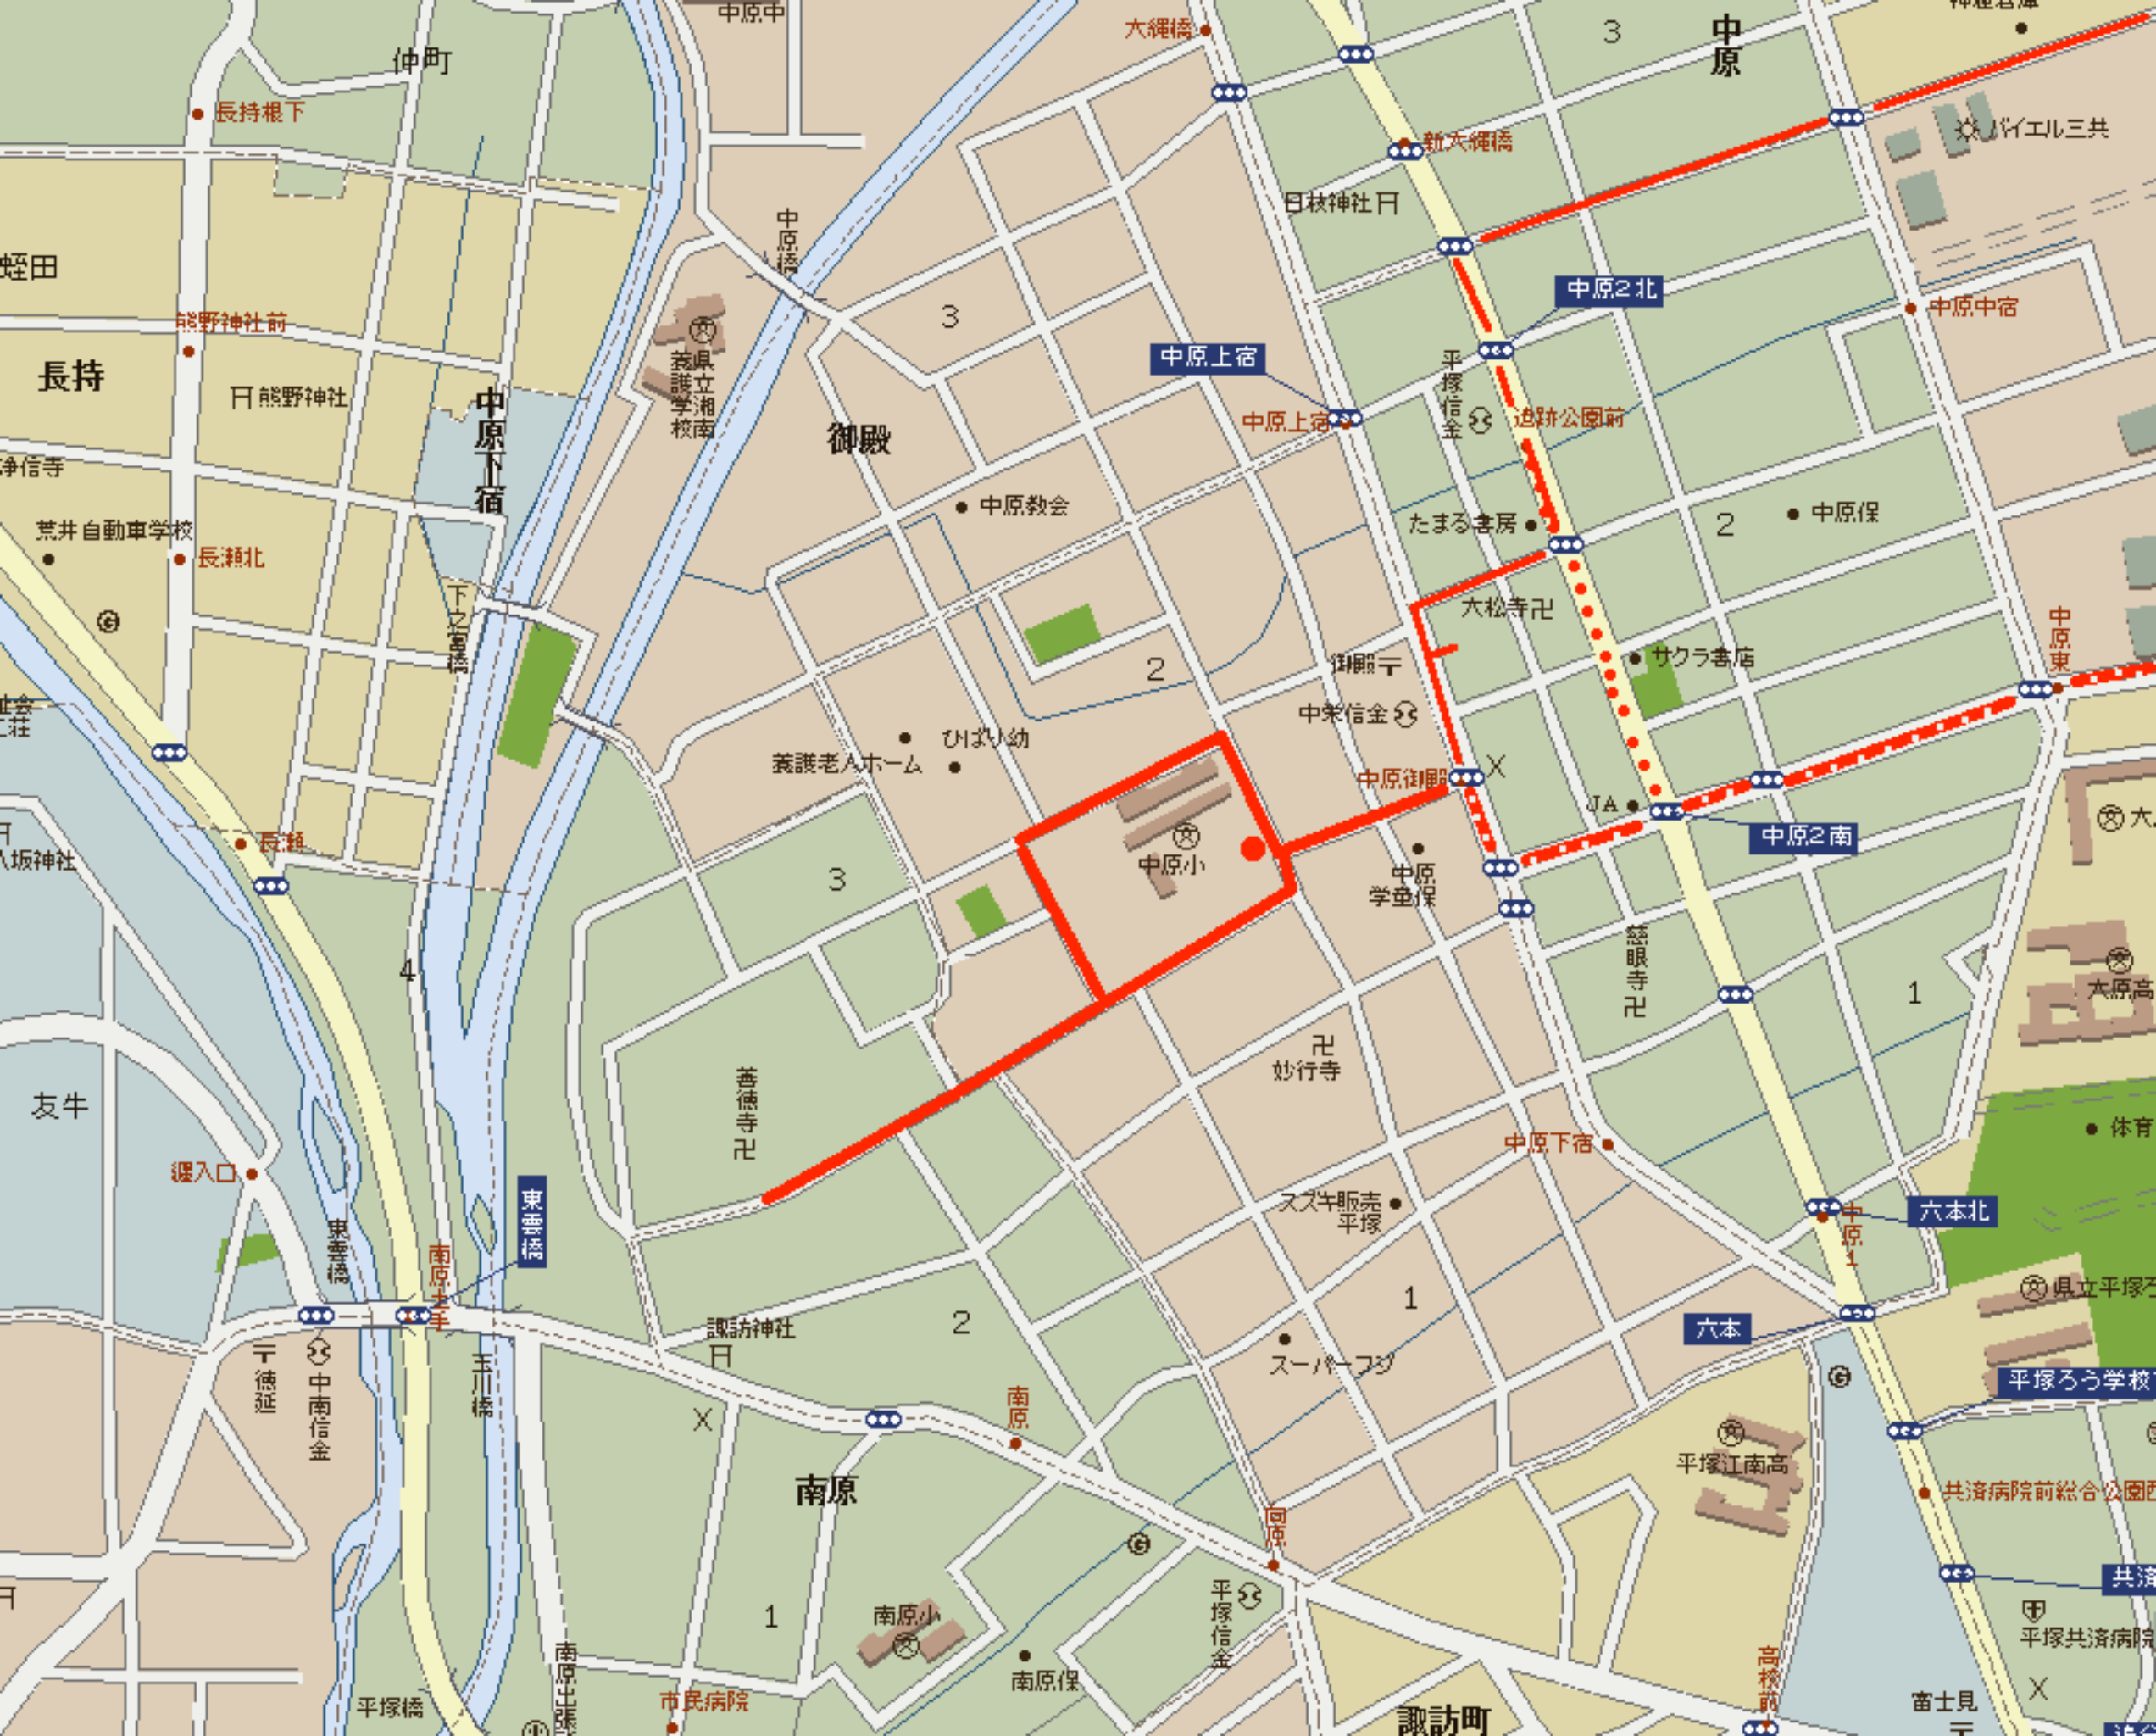 中原中
大縄橋
3
中原
仲町
長持根下
新大縄橋
バイエル三共
日枝神社
中原橋
蛭田
中原2北
中原中宿
熊野神社前
3
長持
熊野神社
養護学校
県立湘南
中原上宿
平塚信金
中原上宿
遺跡公園前
中原下宿
御殿
浄信寺
中原教会
たまる書房
2
中原保
荒井自動車学校
長瀬北
下之宮橋
大松寺
中原東
御殿〒
2
サクラ書店
中栄信金
ひばり幼
養護老人ホーム
中原御殿
X
JA
中原2南
長瀬
八坂神社
中原小
中原
学童保
3
慈眼寺
4
大原高
1
妙行寺
友牛
善徳寺
体育
中原下宿
纒入口
東雲橋
スズキ販売
平塚
六本北
中原1
東雲橋
南原土手
県立平塚ろ
1
2
諏訪神社
六本
玉川橋
スーパーフジ
〒徳延
中南信金
平塚ろう学校
X
南原
南原
平塚江南高
共済病院前総合公園西
同原
共済
平塚信金
1
南原小
平塚共済病院
南原保
高校前
平塚橋
市民病院
富士見
X
諏訪町